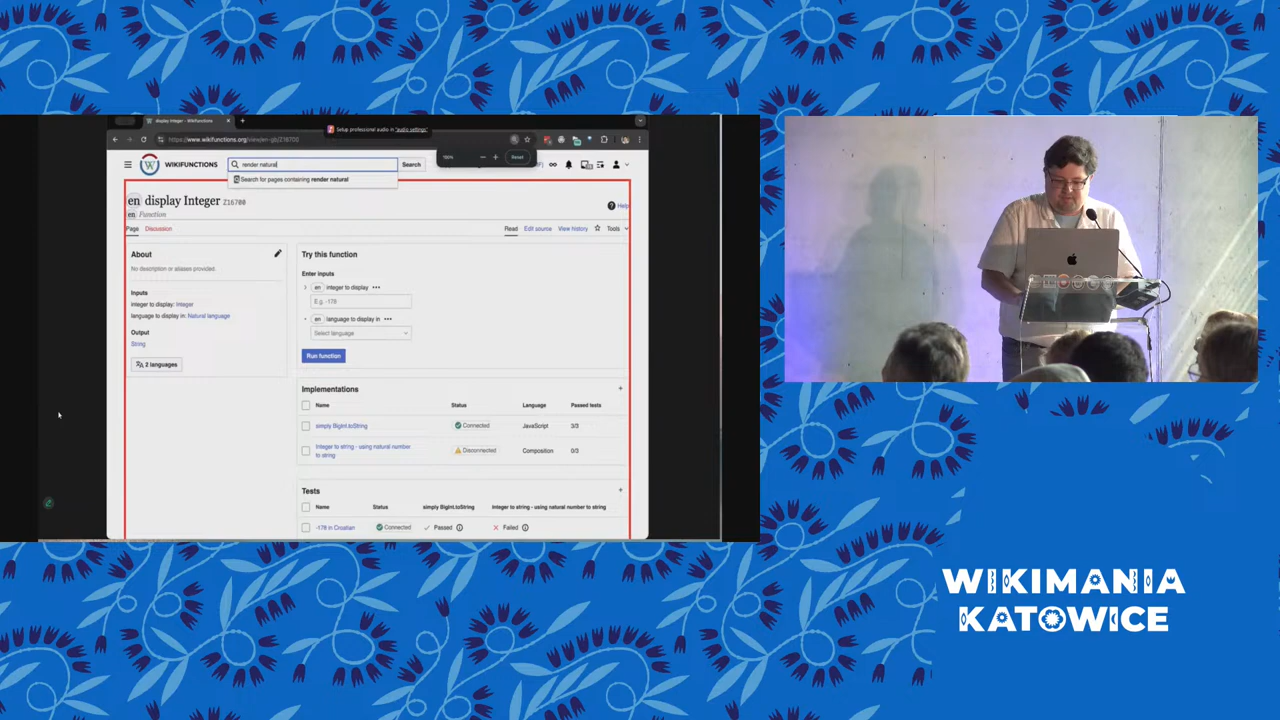 display Integer – Wikifunctions
Setup professional audio in "audio settings"
https://www.wikifunctions.org/view/en-gb/Z16700
WIKIFUNCTIONS
render natural
Search
150%
Reset
Search for pages containing render natural
en display Integer Z16700
en Function
Help
Page
Discussion
Read
Edit source
View history
Tools
About
No description or aliases provided.
Inputs
integer to display: Integer
language to display in: Natural language
Output
String
2 languages
Try this function
Enter inputs
en integer to display
E.g. -178
en language to display in
Select language
Run function
Implementations
Name Status Language Passed tests
simply BigInt.toString Connected JavaScript 3/3
Integer to string - using natural number to string Disconnected Composition 0/3
Tests
Name Status simply BigInt.toString Integer to string - using natural number to string
-178 in Croatian Connected Passed Failed
WIKIMANIA
KATOWICE